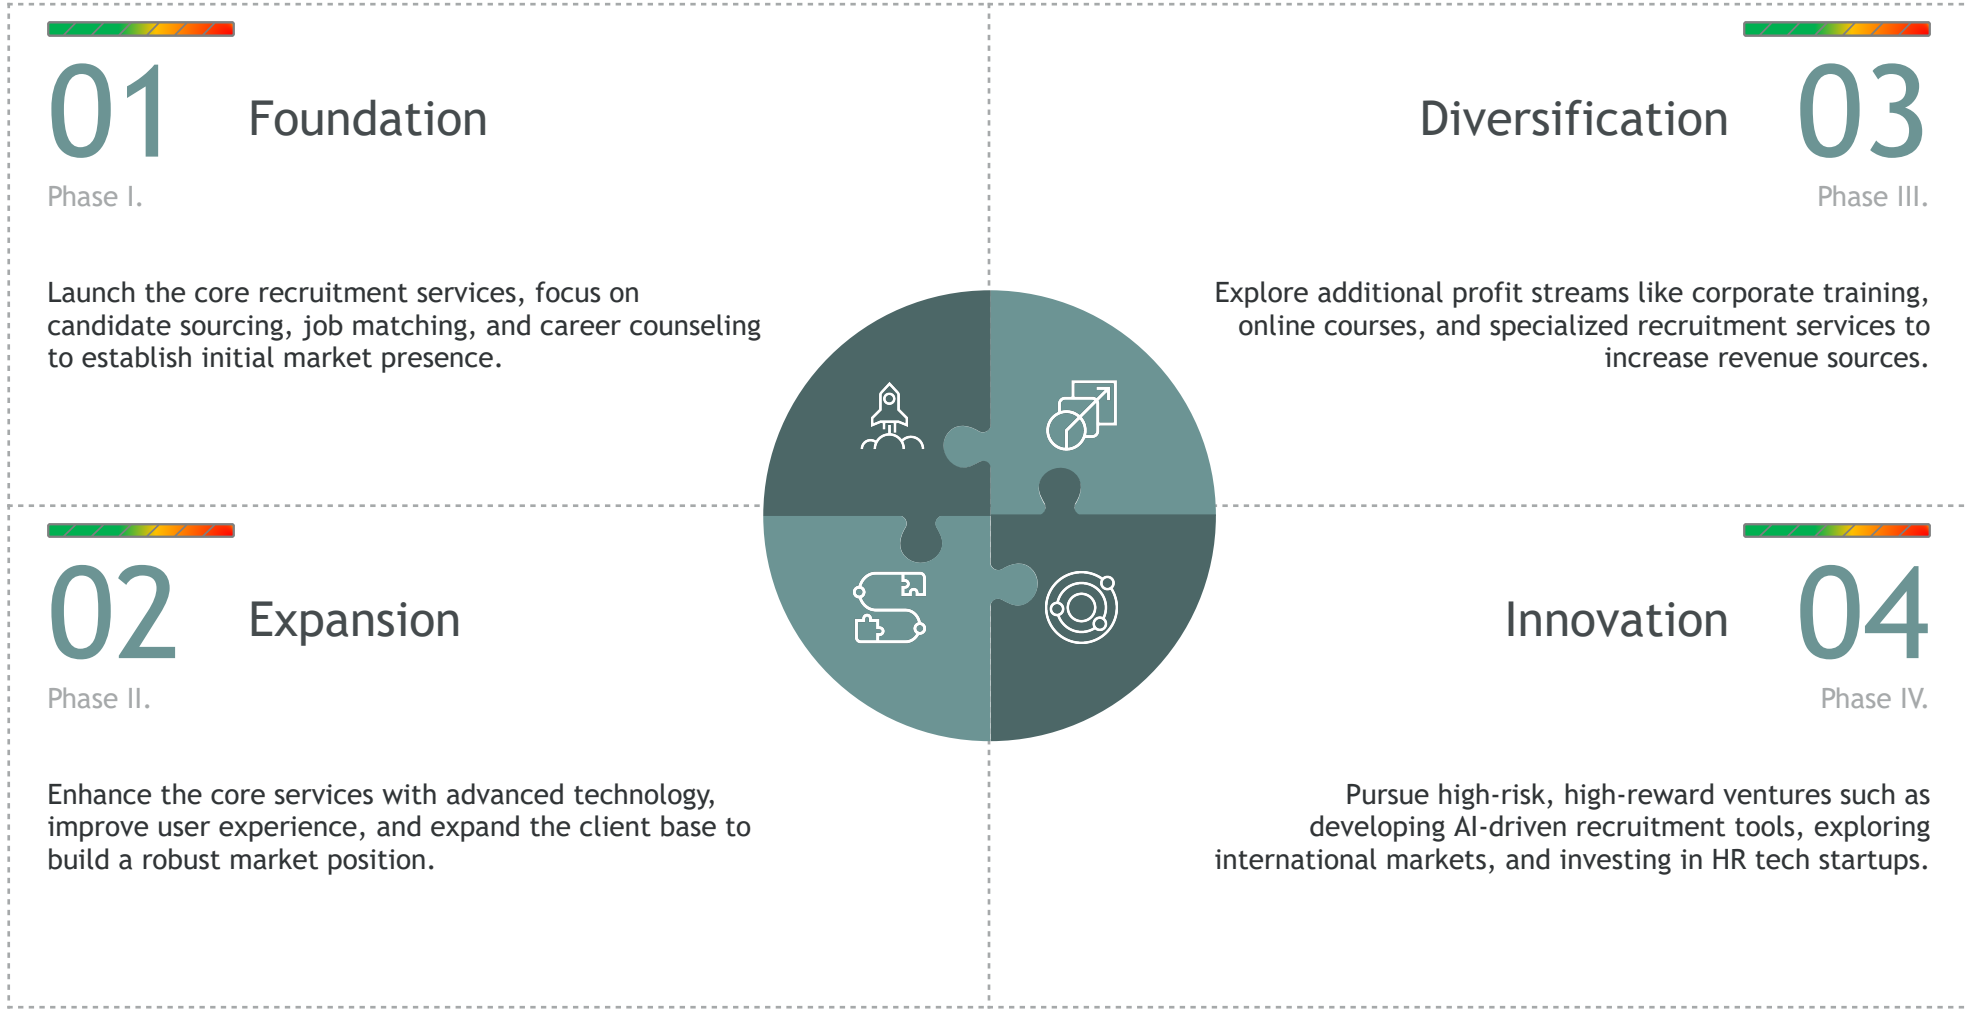 01
Foundation
Phase I.
Launch the core recruitment services, focus on
candidate sourcing, job matching, and career counseling
to establish initial market presence.
02
Expansion
Phase II.
Enhance the core services with advanced technology,
improve user experience, and expand the client base to
build a robust market position.
Diversification
03
Phase III.
Explore additional profit streams like corporate training,
online courses, and specialized recruitment services to
increase revenue sources.
Innovation
04
Phase IV.
Pursue high-risk, high-reward ventures such as
developing AI-driven recruitment tools, exploring
international markets, and investing in HR tech startups.